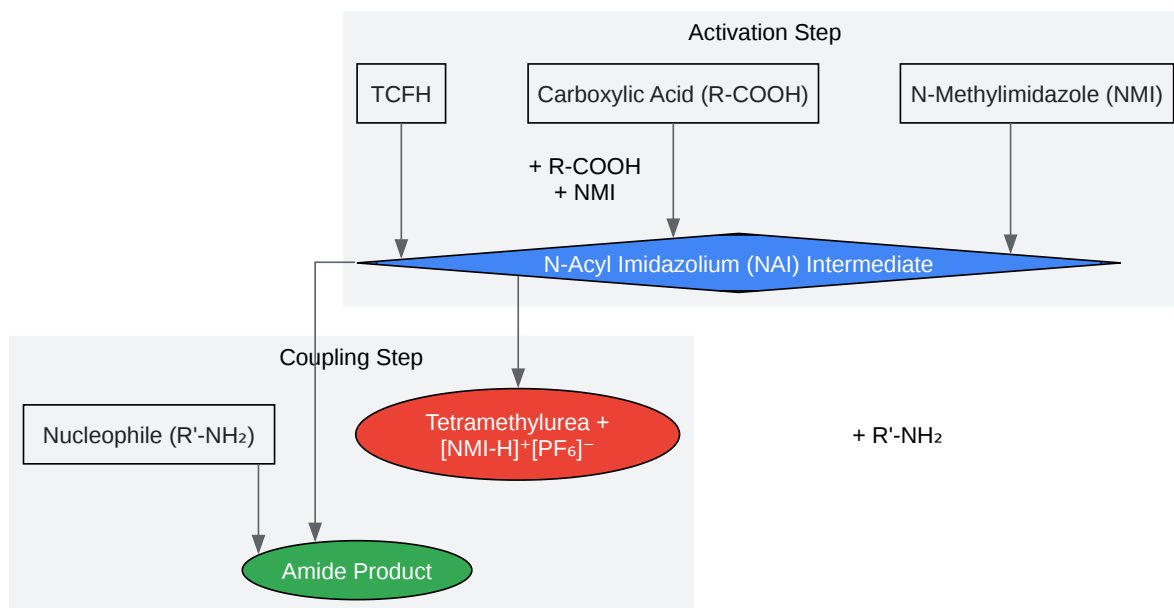 Activation Step
TCFH
Carboxylic Acid (R-COOH)
N-Methylimidazole (NMI)
+ R-COOH
+ NMI
N-Acyl Imidazolium (NAI) Intermediate
Coupling Step
Nucleophile (R'-NH₂)
Tetramethylurea +
[NMI-H]⁺[PF₆]⁻
+ R'-NH₂
Amide Product